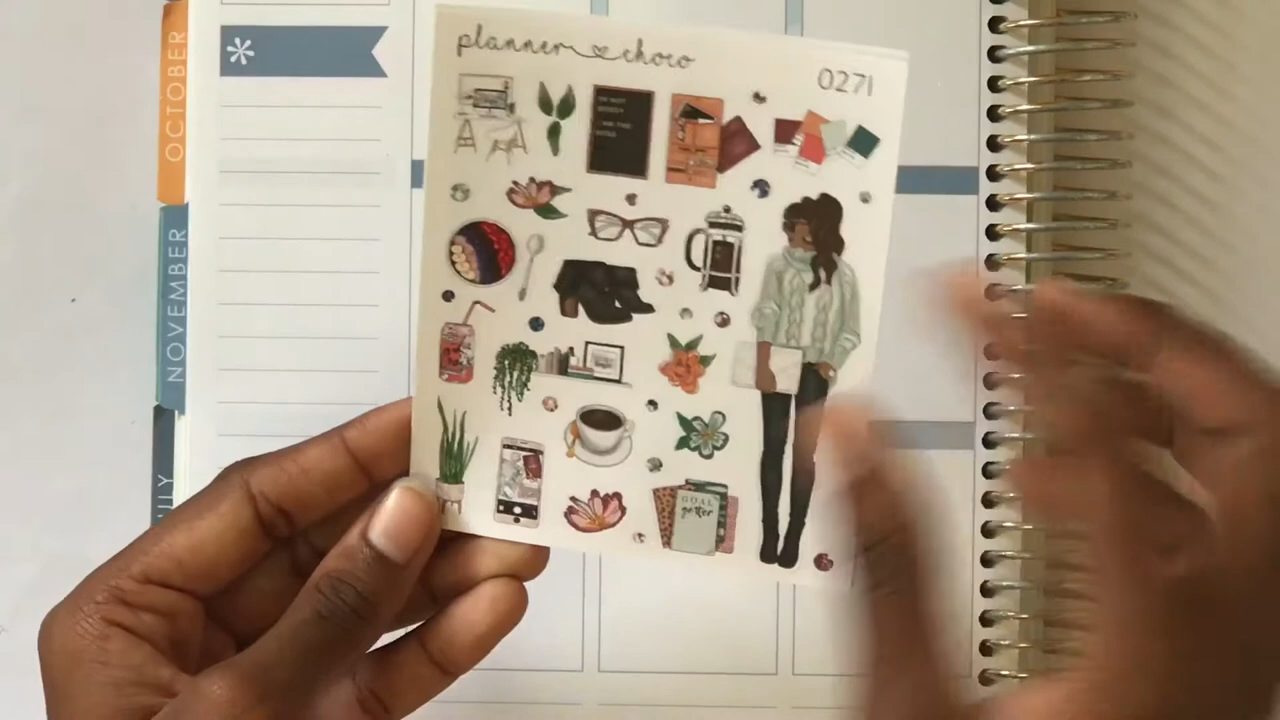 planner choco
0271
OCTOBER
*
NOVEMBER
GOAL
getter